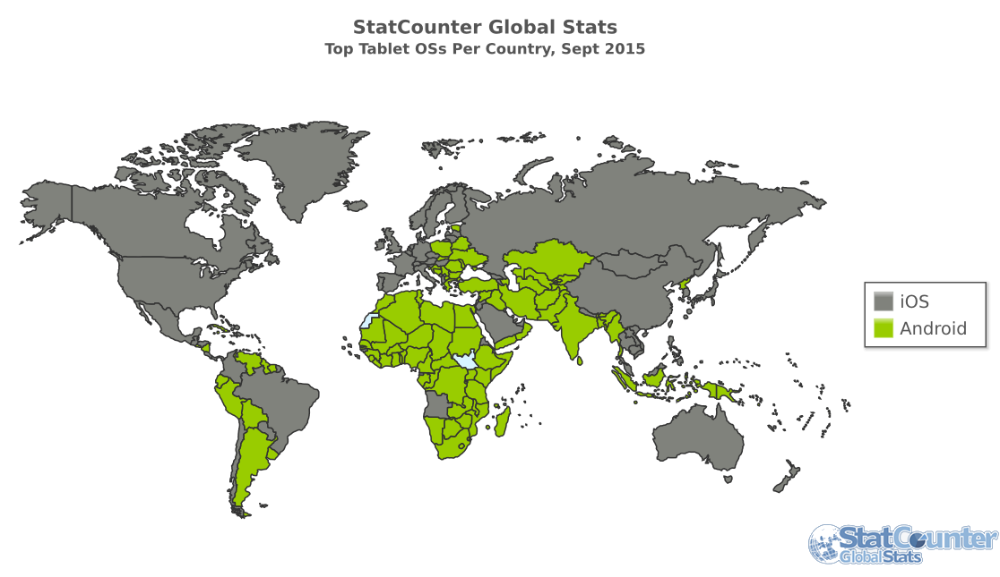 StatCounter Global Stats
Top Tablet OSs Per Country, Sept 2015
iOS
Android
StatCounter
GlobalStats